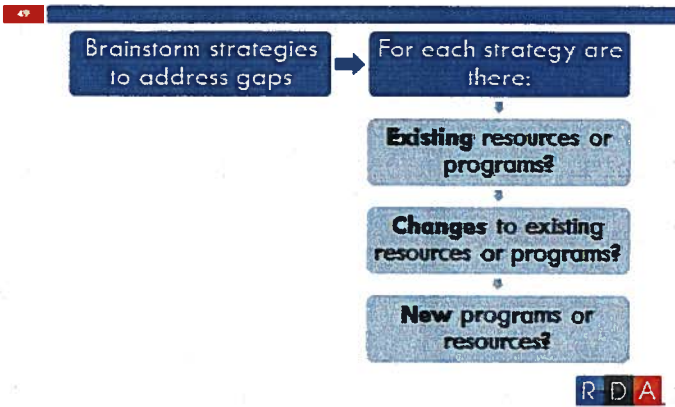 49
Brainstorm strategies
to address gaps
For each strategy are
there:
Existing resources or
programs?
Changes to existing
resources or programs?
New programs or
resources?
R D A